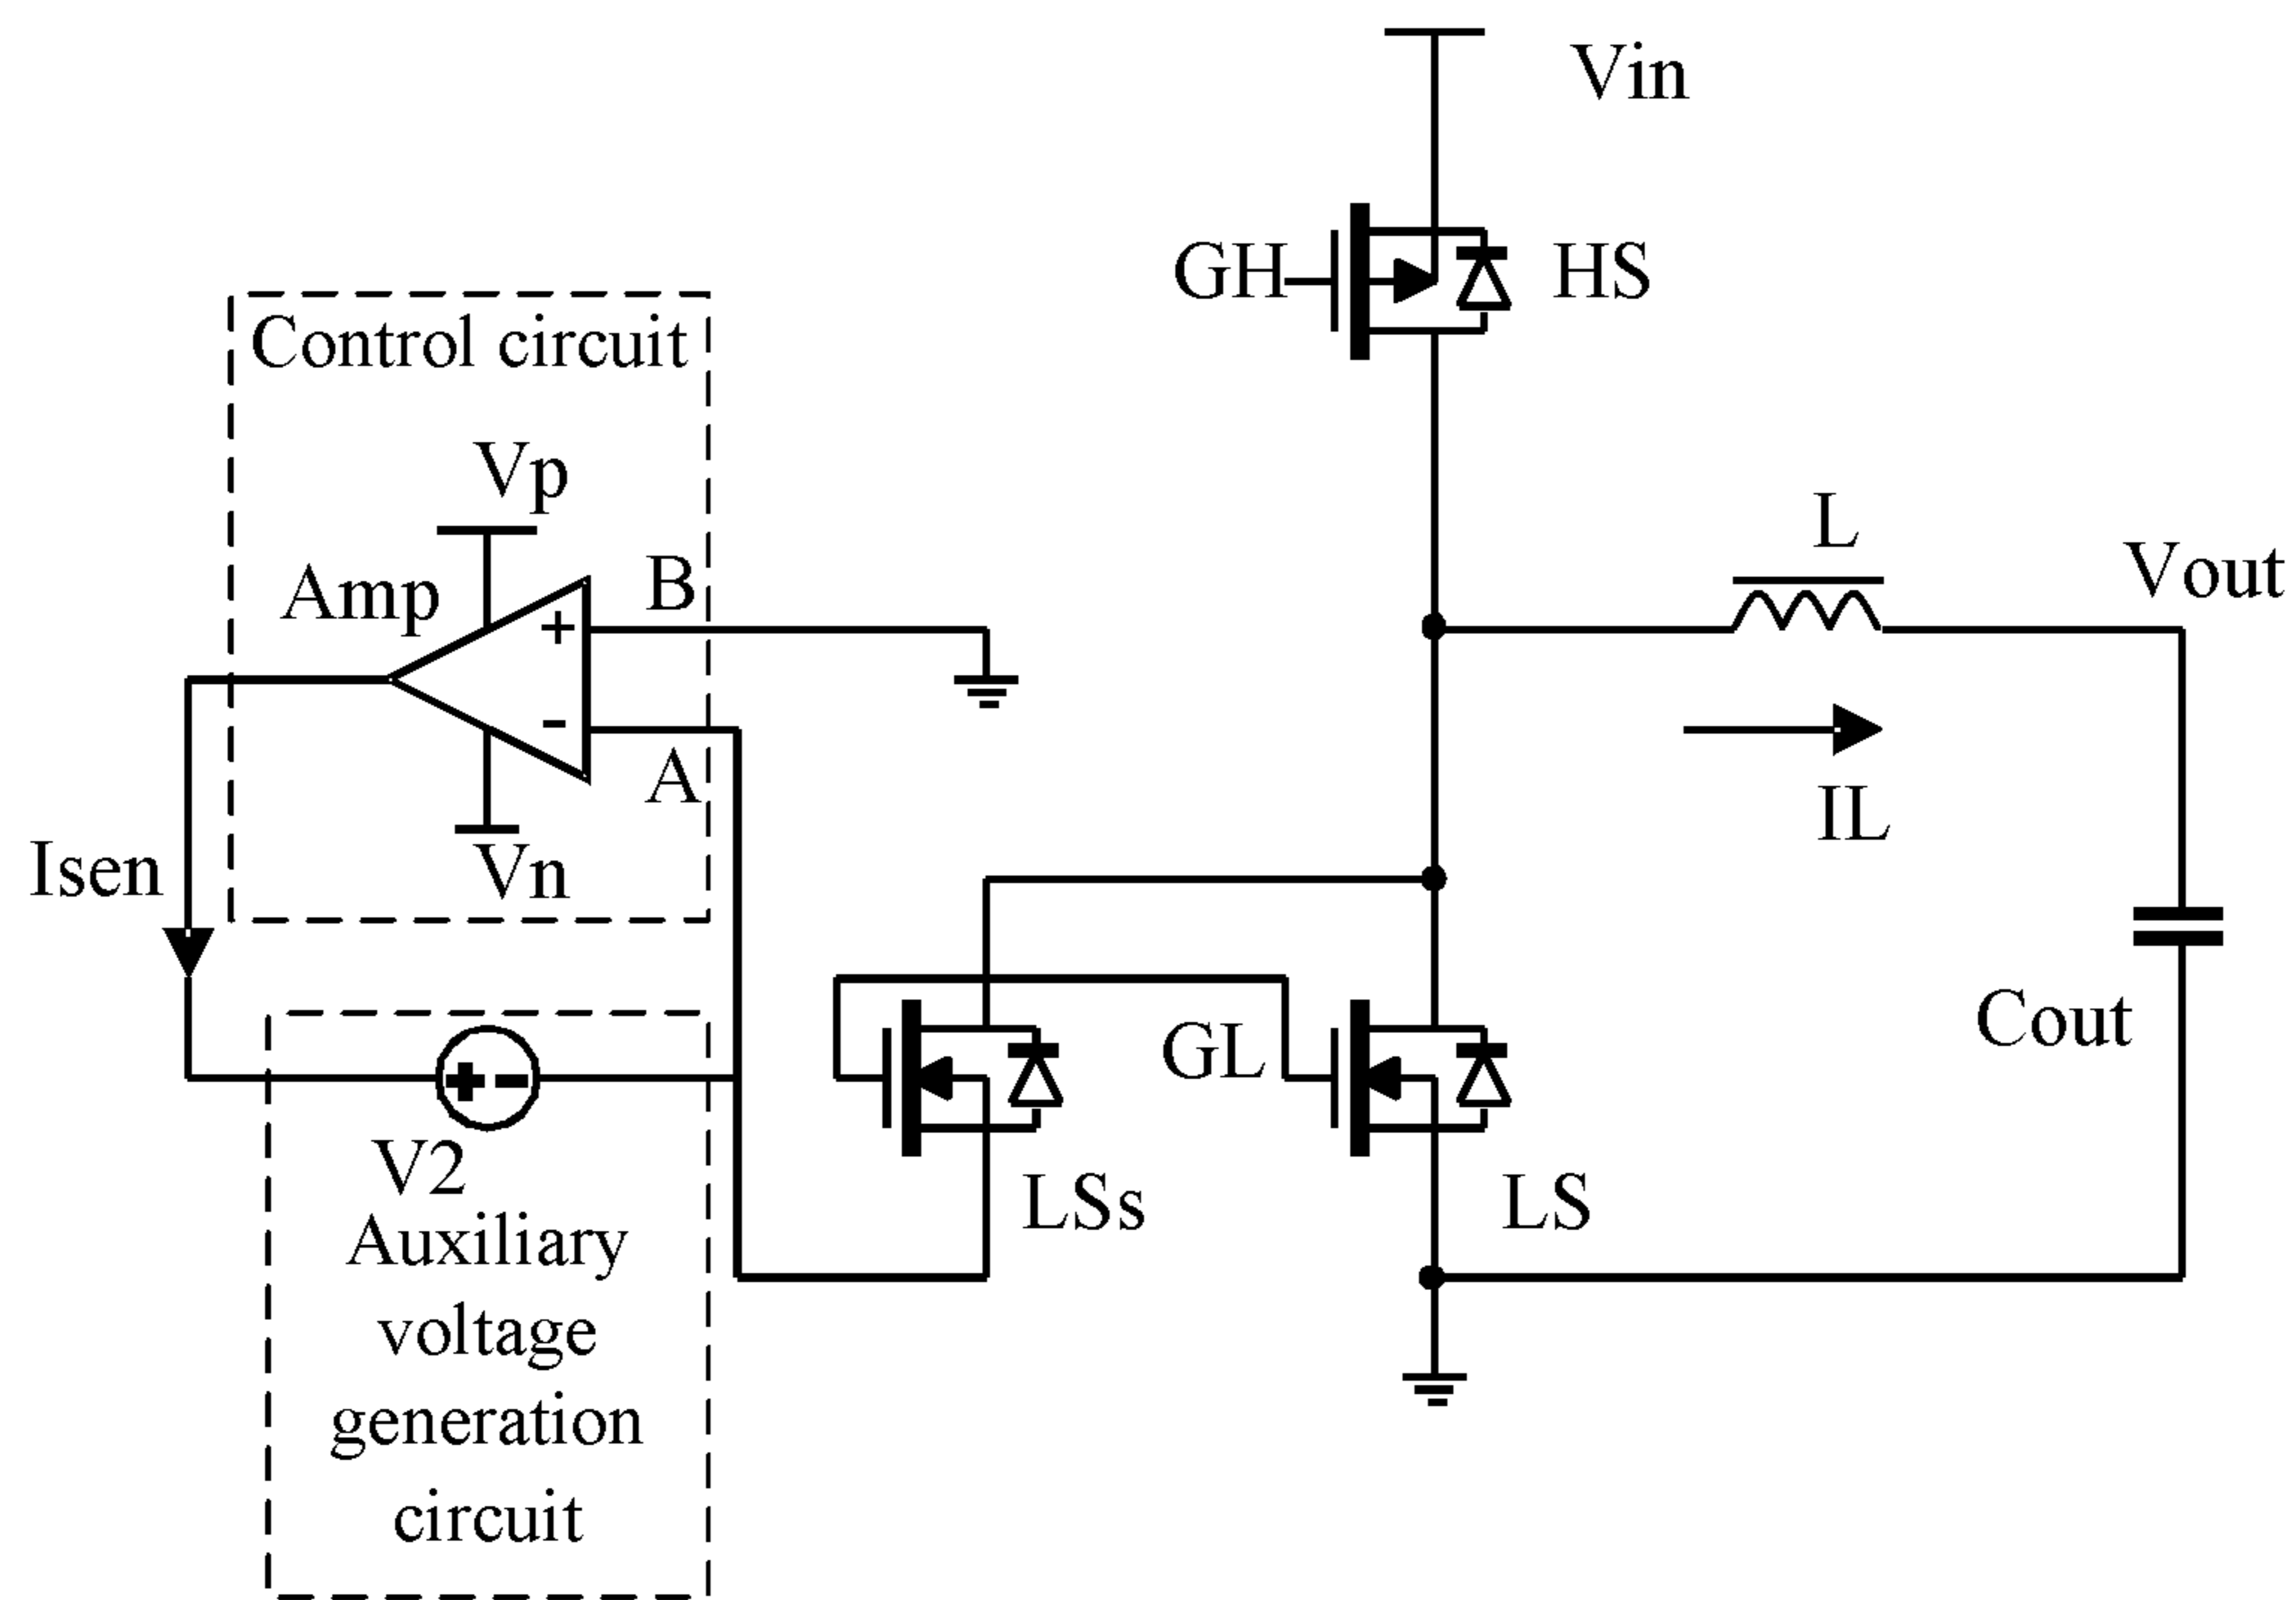 Vin
GH
HS
Control circuit
Vp
L
Vout
B
Amp
+
-
A
IL
Vn
Isen
GL
Cout
+ -
V2
LSs
LS
Auxiliary
voltage
generation
circuit